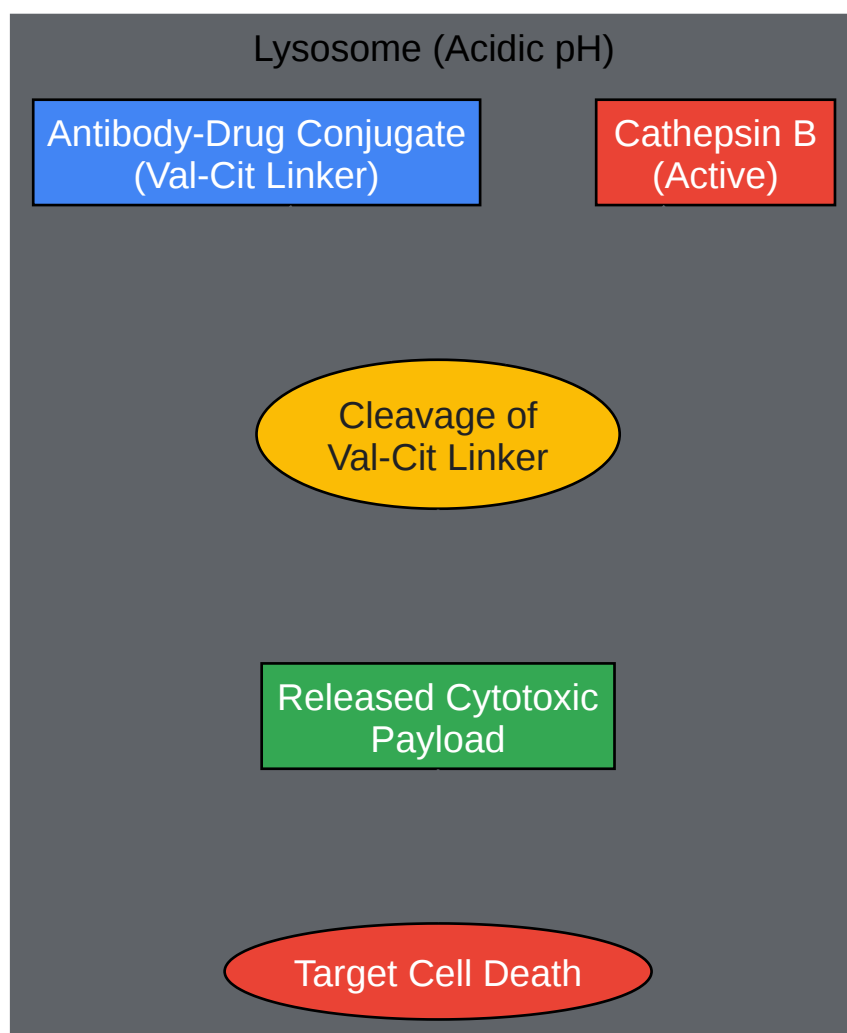 Lysosome (Acidic pH)
Antibody-Drug Conjugate
(Val-Cit Linker)
Cathepsin B
(Active)
Cleavage of
Val-Cit Linker
Released Cytotoxic
Payload
Target Cell Death